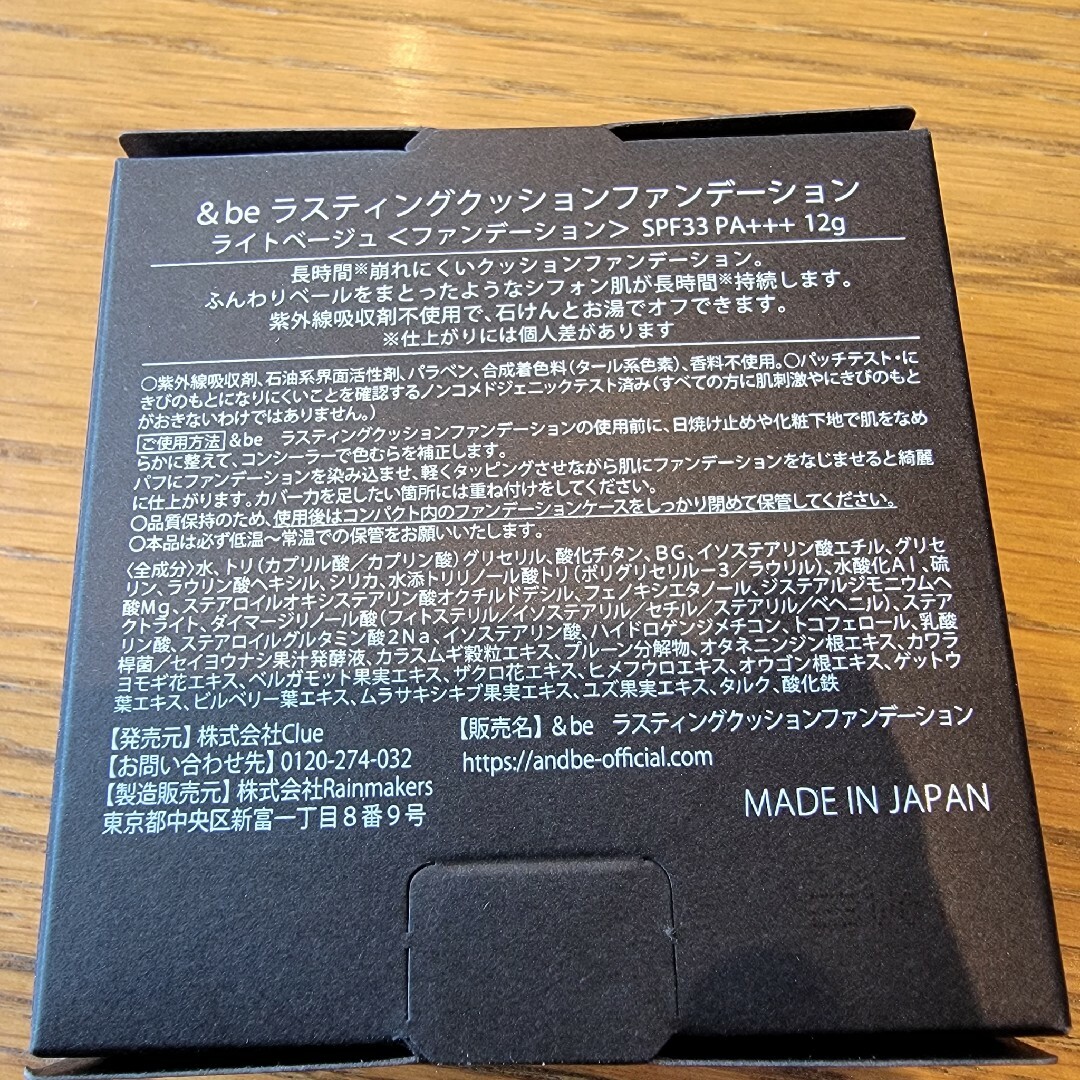 &be ラスティングクッションファンデーション
ライトベージュ <ファンデーション> SPF33 PA+++ 12g
長時間※崩れにくいクッションファンデーション。
ふんわりベールをまとったようなシフォン肌が長時間※持続します。
紫外線吸収剤不使用で、石けんとお湯でオフできます。
※仕上がりには個人差があります
○紫外線吸収剤、石油系界面活性剤、パラベン、合成着色料(タール系色素)、香料不使用。○パッチテスト・に
きびのもとになりにくいことを確認するノンコメドジェニックテスト済み(すべての方に肌刺激やにきびのもと
がおきないわけではありません。)
ご使用方法 &be ラスティングクッションファンデーションの使用前に、日焼け止めや化粧下地で肌をなめ
らかに整えて、コンシーラーで色むらを補正します。
パフにファンデーションを染み込ませ、軽くタッピングさせながら肌にファンデーションをなじませると綺麗
に仕上がります。カバー力を足したい箇所には重ね付けをしてください。
○品質保持のため、使用後はコンパクト内のファンデーションケースをしっかり閉めて保管してください。
○本品は必ず低温〜常温での保管をお願いいたします。
〈全成分〉水、トリ(カプリル酸/カプリン酸)グリセリル、酸化チタン、BG、イソステアリン酸エチル、グリセ
リン、ラウリン酸ヘキシル、シリカ、水添トリリノール酸トリ(ポリグリセリル-3/ラウリル)、水酸化Al、硫
酸Mg、ステアロイルオキシステアリン酸オクチルドデシル、フェノキシエタノール、ジステアルジモニウムヘ
クトライト、ダイマージリノール酸(フィトステリル/イソステアリル/セチル/ステアリル/ベヘニル)、ステア
リン酸、ステアロイルグルタミン酸2Na、イソステアリン酸、ハイドロゲンジメチコン、トコフェロール、乳酸
桿菌/セイヨウナシ果汁発酵液、カラスムギ穀粒エキス、プルーン分解物、オタネニンジン根エキス、カワラ
ヨモギ花エキス、ベルガモット果実エキス、ザクロ花エキス、ヒメフウロエキス、オウゴン根エキス、ゲットウ
葉エキス、ビルベリー葉エキス、ムラサキシキブ果実エキス、ユズ果実エキス、タルク、酸化鉄
【発売元】株式会社Clue
【お問い合わせ先】0120-274-032
【製造販売元】株式会社Rainmakers
東京都中央区新富一丁目8番9号
【販売名】&be ラスティングクッションファンデーション
https://andbe-official.com
MADE IN JAPAN